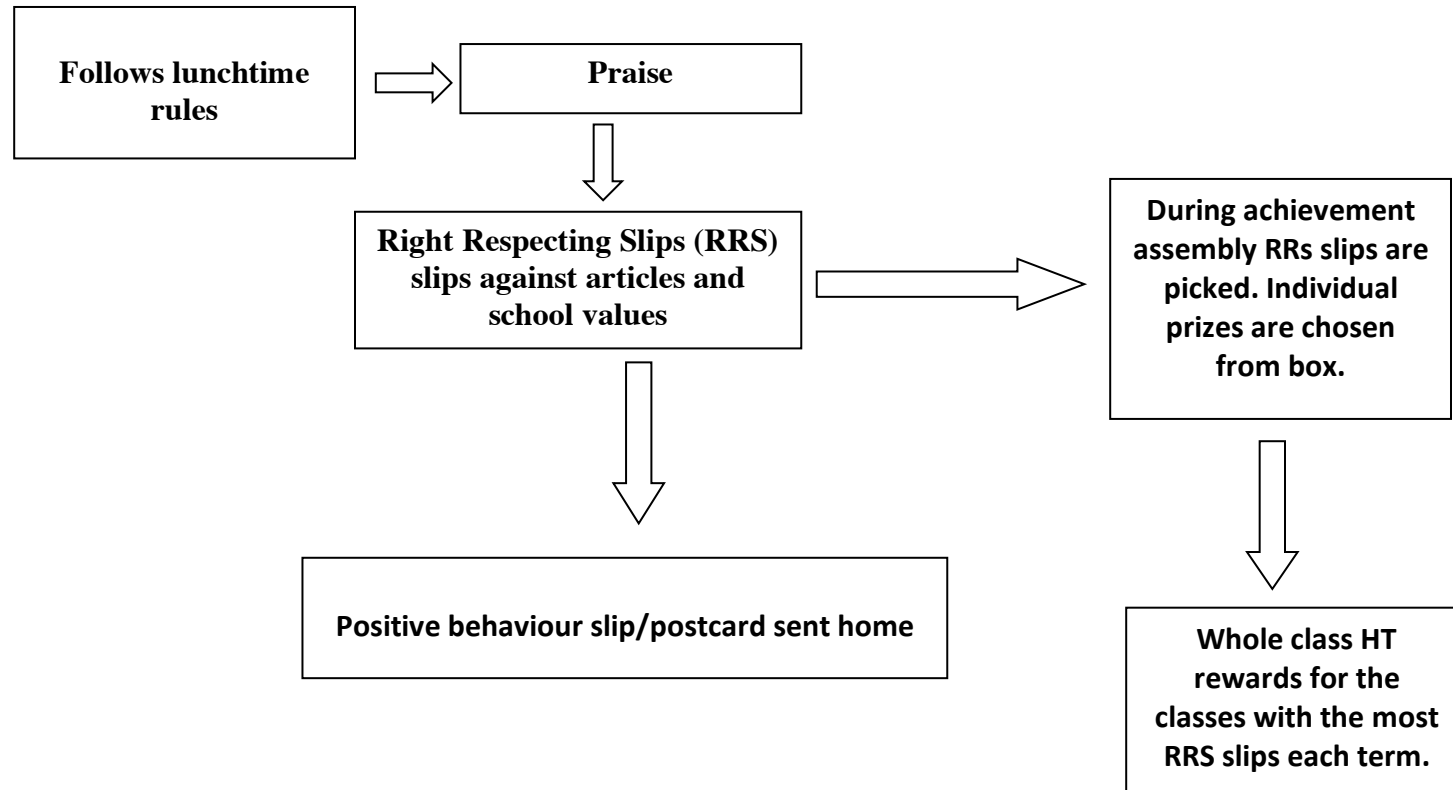 Follows lunchtime
rules
Praise
Right Respecting Slips (RRS)
slips against articles and
school values
During achievement
assembly RRs slips are
picked. Individual
prizes are chosen
from box.
Positive behaviour slip/postcard sent home
Whole class HT
rewards for the
classes with the most
RRS slips each term.